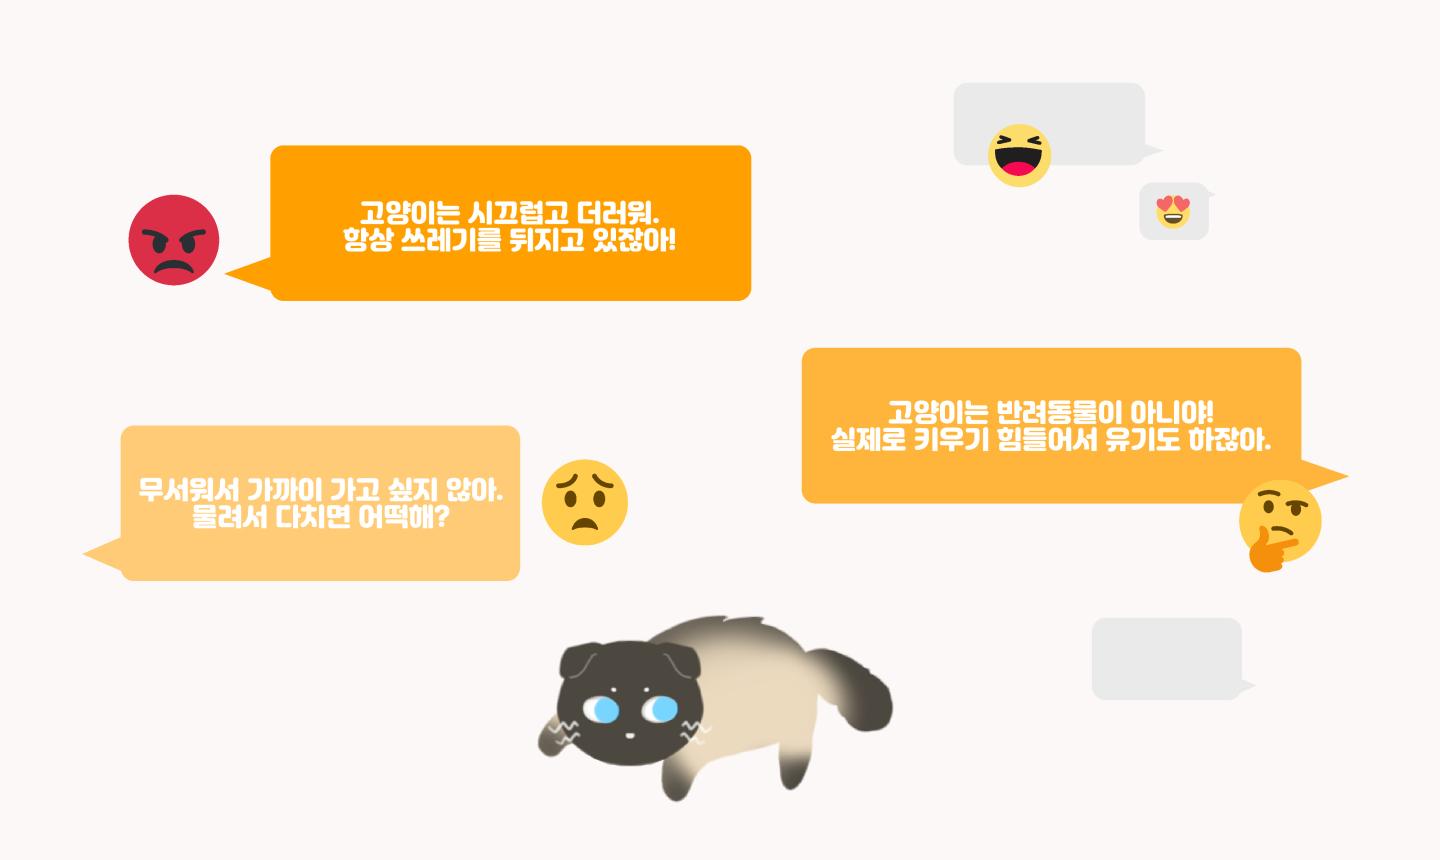 고양이는 시끄럽고 더러워.
항상 쓰레기를 뒤지고 있잖아!
고양이는 반려동물이 아니야!
실제로 키우기 힘들어서 유기도 하잖아.
무서워서 가까이 가고 싶지 않아.
물려서 다치면 어떡해?